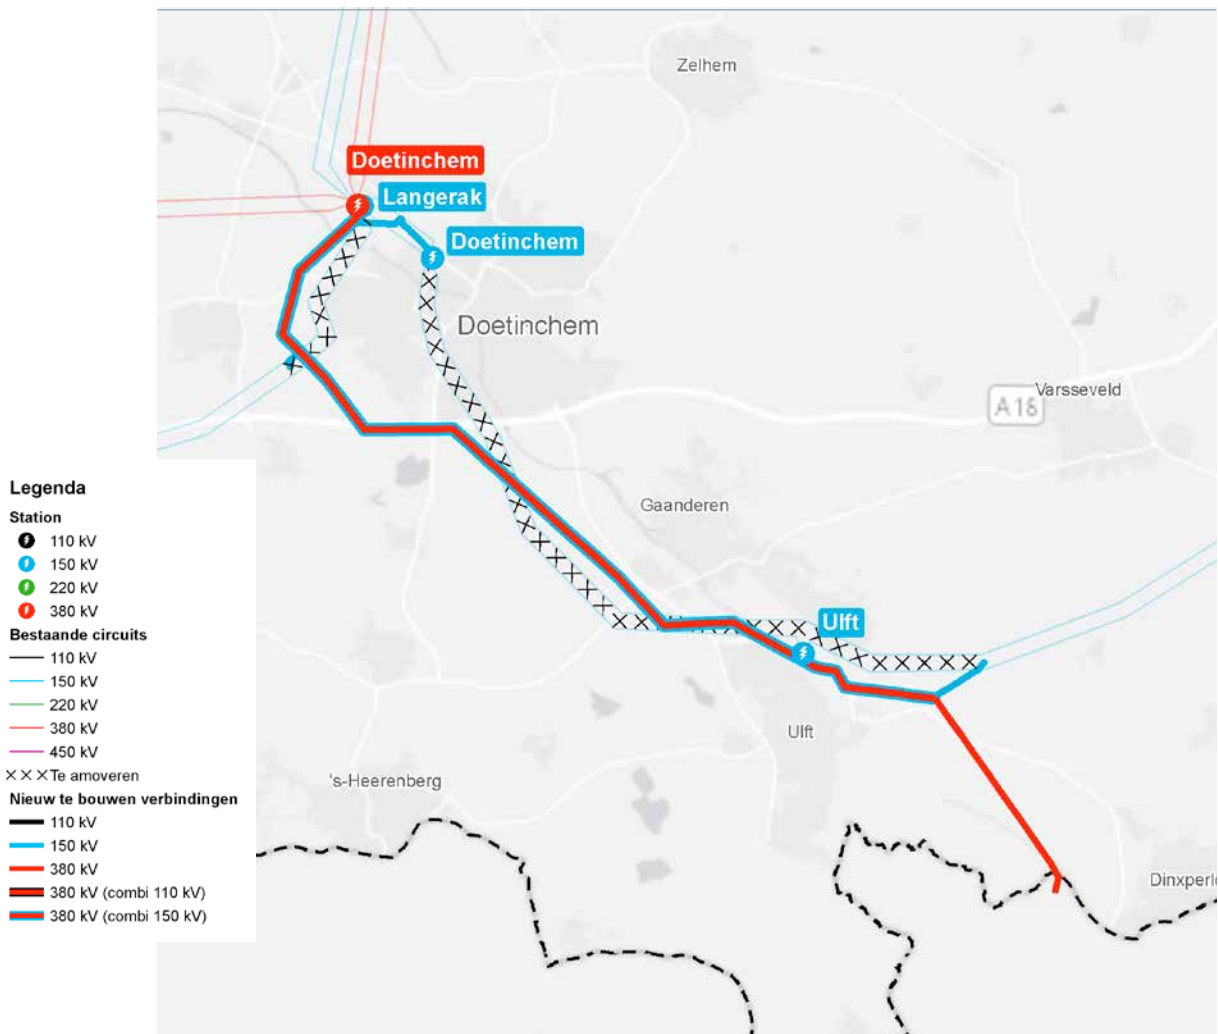 Zelhem
Doetinchem
Langerak
Doetinchem
Doetinchem
Varsseveld
A 18
Gaanderen
Ulft
Ulft
's-Heerenberg
Dinxperl
Legenda
Station
110 kV
150 kV
220 kV
380 kV
Bestaande circuits
110 kV
150 kV
220 kV
380 kV
450 kV
Te amoveren
Nieuw te bouwen verbindingen
110 kV
150 kV
380 kV
380 kV (combi 110 kV)
380 kV (combi 150 kV)